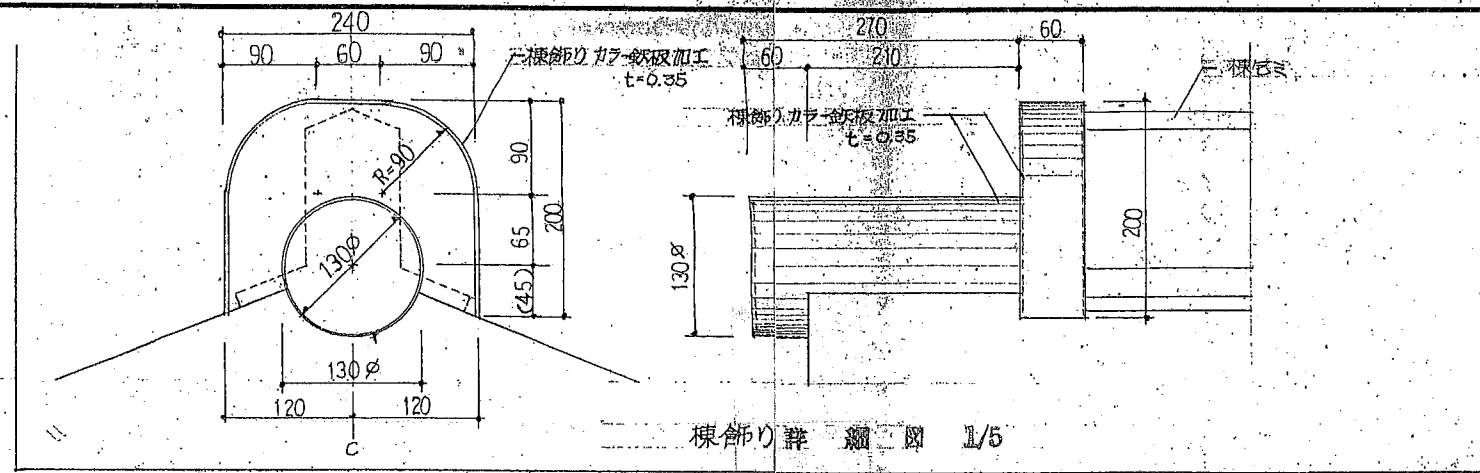 240
90 60 90
棟飾り カラー鉄板加工
t=0.35
R=90
90
65
(45)
200
130φ
130φ
120 120
C
270 60
60 210
棟飾り カラー鉄板加工
t=0.35
棟包ミ
130φ
200
棟飾り詳細図 1/5